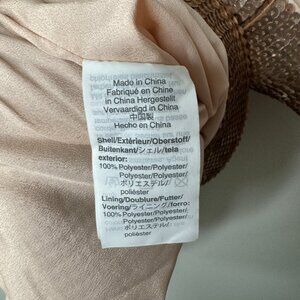 Made in China
Fabriqué en Chine
in China Hergestellt
Vervaardigd in China
中国製
Hecho en China
Shell/Extérieur/Oberstoff/
Buitenkant/シェル/tela
exterior:
100% Polyester/Polyester/
Polyester/Polyester/
ポリエステル/
poliéster
Lining/Doublure/Futter/
Voering/ライニング/forro:
100% Polyester/Polyester/
Polyester/Polyester/
ポリエステル/
poliéster